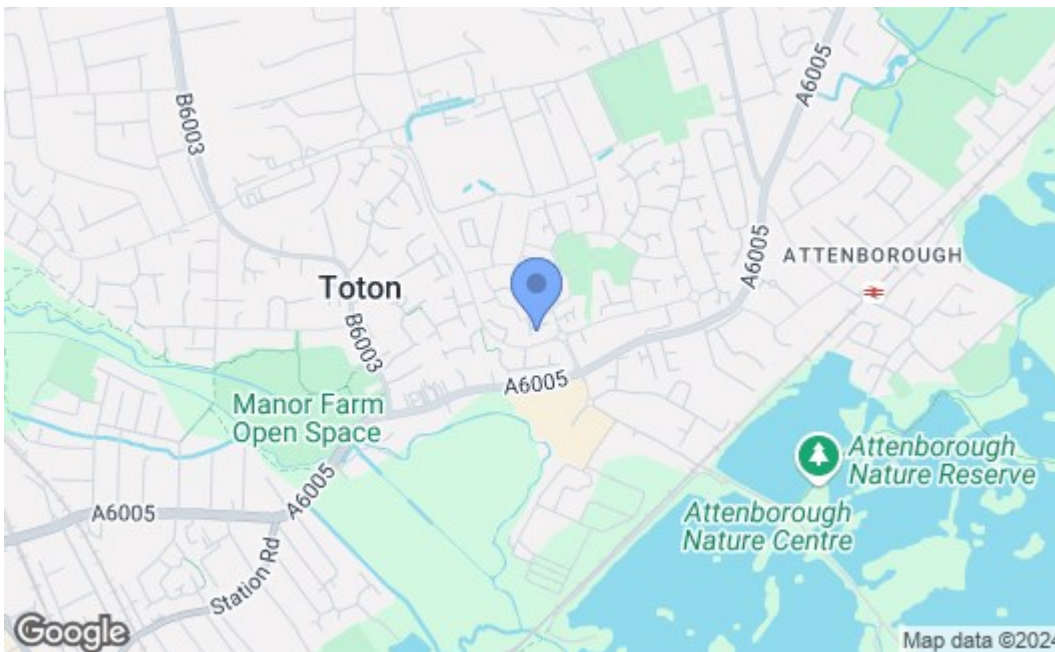 A6005
B6003
ATTENBOROUGH
A6005
Toton
B6003
A6005
Manor Farm
Open Space
Attenborough
Nature Reserve
A6005
A6005
Attenborough
Nature Centre
Station Rd
Google
Map data ©2024